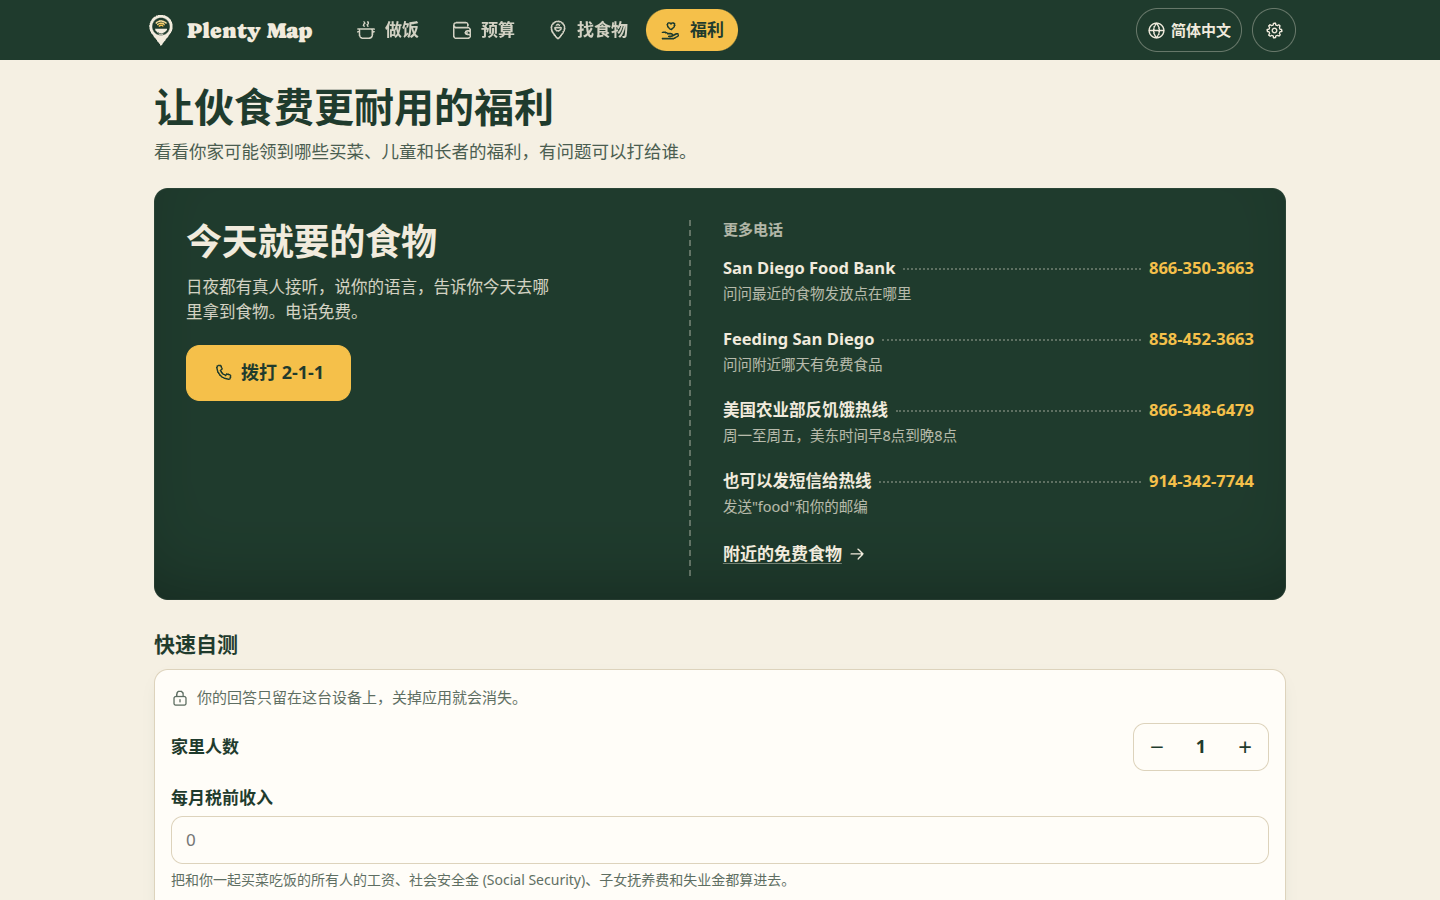 Plenty Map
做饭
预算
找食物
福利
简体中文
让伙食费更耐用的福利
看看你家可能领到哪些买菜、儿童和长者的福利，有问题可以打给谁。
今天就要的食物
日夜都有真人接听，说你的语言，告诉你今天去哪
里拿到食物。电话免费。
拨打 2-1-1
更多电话
San Diego Food Bank 866-350-3663
问问最近的食物发放点在哪里
Feeding San Diego 858-452-3663
问问附近哪天有免费食品
美国农业部反饥饿热线 866-348-6479
周一至周五，美东时间早8点到晚8点
也可以发短信给热线 914-342-7744
发送"food"和你的邮编
附近的免费食物 →
快速自测
你的回答只留在这台设备上，关掉应用就会消失。
家里人数
− 1 +
每月税前收入
0
把和你一起买菜吃饭的所有人的工资、社会安全金 (Social Security)、子女抚养费和失业金都算进去。